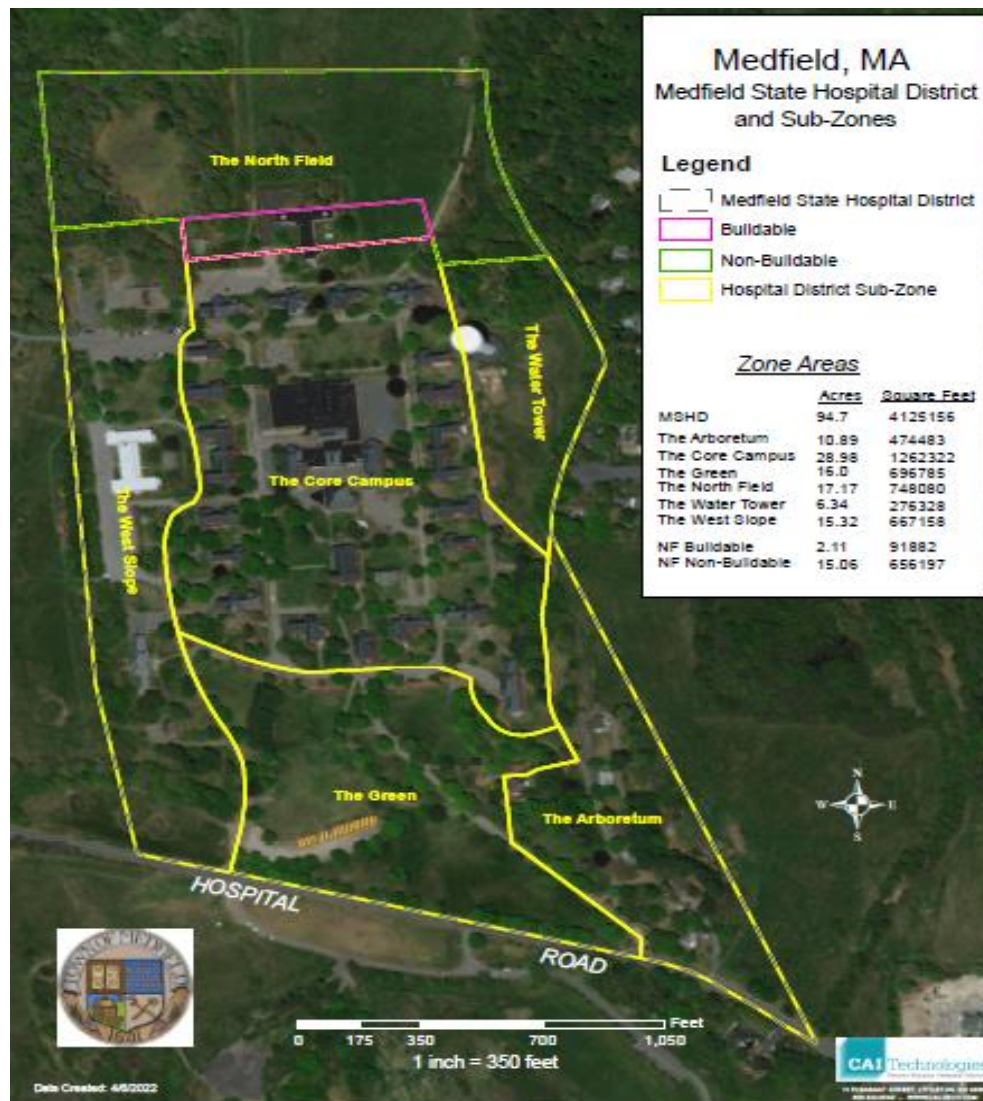 Medfield, MA
Medfield State Hospital District
and Sub-Zones
Legend
Medfield State Hospital District
Buildable
Non-Buildable
Hospital District Sub-Zone
Zone Areas
Acres Square Feet
MSHD 94.7 4125156
The Arboretum 10.89 474483
The Core Campus 28.98 1262322
The Green 16.0 696785
The North Field 17.17 748080
The Water Tower 6.34 276328
The West Slope 15.32 667158
NF Buildable 2.11 91882
NF Non-Buildable 15.06 656197
The North Field
The Water Tower
The Core Campus
The West Slope
The Green
The Arboretum
HOSPITAL ROAD
N
W E
S
TOWN OF MEDFIELD
Feet
0 175 350 700 1,050
1 inch = 350 feet
Data Created: 4/6/2022
CAI Technologies